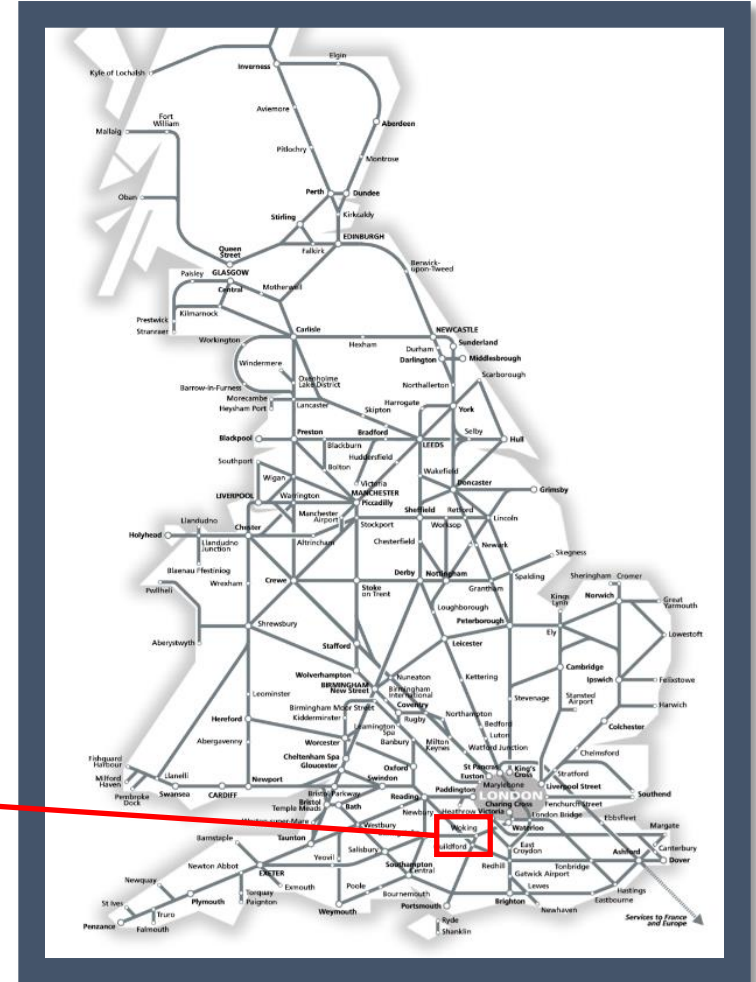 Elgin
Inverness
Kyle of Lochalsh
Aviemore
Fort
William
Aberdeen
Mallaig
Pitlochry
Montrose
Perth
Dundee
Oban
Stirling
Kirkcaldy
EDINBURGH
Queen
Street
Falkirk
Berwick-
upon-Tweed
Paisley
GLASGOW
Central
Motherwell
Prestwick
Kilmarnock
Stranraer
Carlisle
NEWCASTLE
Workington
Hexham
Sunderland
Durham
Darlington
Middlesbrough
Windermere
Scarborough
Oxenholme
Lake District
Barrow-in-Furness
Northallerton
Morecambe
Lancaster
Harrogate
Heysham Port
Skipton
York
Blackpool
Preston
Bradford
Selby
Hull
Blackburn
LEEDS
Southport
Huddersfield
Bolton
Wakefield
Wigan
Victoria
Doncaster
LIVERPOOL
Warrington
MANCHESTER
Piccadilly
Grimsby
Manchester
Airport
Sheffield
Retford
Llandudno
Stockport
Worksop
Lincoln
Holyhead
Chester
Llandudno
Junction
Altrincham
Chesterfield
Newark
Skegness
Blaenau Ffestiniog
Derby
Nottingham
Spalding
Sheringham
Cromer
Pwllheli
Wrexham
Crewe
Stoke
on Trent
Grantham
Kings
Lynn
Norwich
Great
Yarmouth
Loughborough
Shrewsbury
Peterborough
Ely
Lowestoft
Aberystwyth
Stafford
Leicester
Wolverhampton
Cambridge
BIRMINGHAM
New Street
Nuneaton
Kettering
Ipswich
Felixstowe
Birmingham
International
Leominster
Stevenage
Stansted
Airport
Birmingham Moor Street
Coventry
Harwich
Kidderminster
Rugby
Northampton
Hereford
Leamington
Spa
Bedford
Colchester
Abergavenny
Worcester
Banbury
Milton
Keynes
Luton
Watford Junction
Chelmsford
Fishguard
Harbour
Cheltenham Spa
Gloucester
Oxford
St Pancras
King's
Cross
Llanelli
Euston
Stratford
Milford
Haven
Newport
Swindon
Marylebone
Paddington
Liverpool Street
Pembroke
Dock
Swansea
CARDIFF
Bristol Parkway
Reading
LONDON
Southend
Bristol
Temple Meads
Bath
Charing Cross
Fenchurch Street
Newbury
Heathrow
Victoria
London Bridge
Ebbsfleet
Weston-super-Mare
Westbury
Woking
Waterloo
Margate
Barnstaple
Taunton
Salisbury
Guildford
East
Croydon
Canterbury
Newton Abbot
Yeovil
Southampton
Central
Redhill
Tonbridge
Ashford
Dover
EXETER
Gatwick Airport
Newquay
Exmouth
Poole
Lewes
Hastings
St Ives
Plymouth
Torquay
Paignton
Bournemouth
Eastbourne
Truro
Weymouth
Portsmouth
Brighton
Newhaven
Penzance
Falmouth
Ryde
Services to France
and Europe
Shanklin